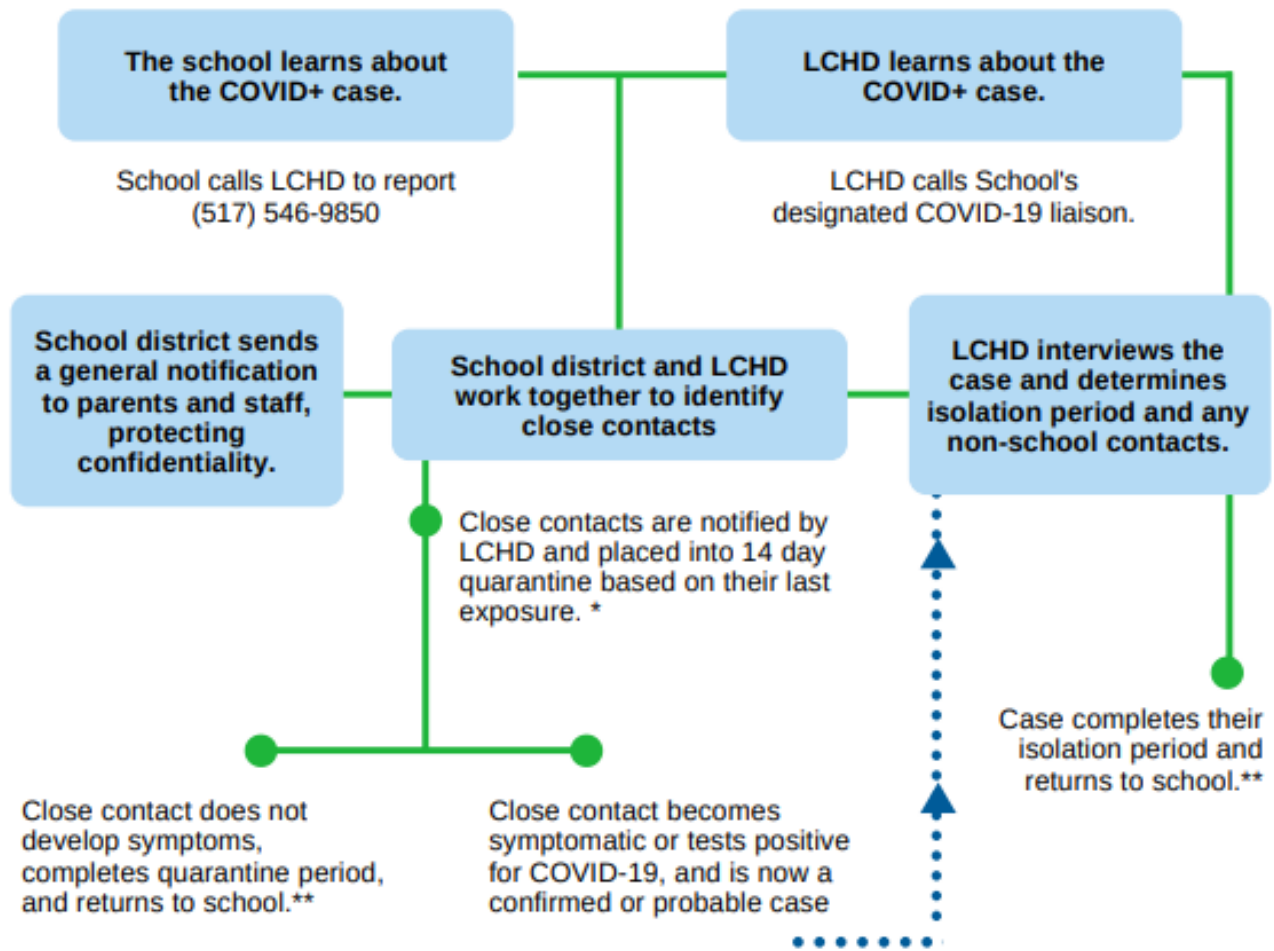 The school learns about
the COVID+ case.
LCHD learns about the
COVID+ case.
School calls LCHD to report
(517) 546-9850
LCHD calls School's
designated COVID-19 liaison.
School district sends
a general notification
to parents and staff,
protecting
confidentiality.
School district and LCHD
work together to identify
close contacts
LCHD interviews the
case and determines
isolation period and any
non-school contacts.
Close contacts are notified by
LCHD and placed into 14 day
quarantine based on their last
exposure. *
Case completes their
isolation period and
returns to school.**
Close contact does not
develop symptoms,
completes quarantine period,
and returns to school.**
Close contact becomes
symptomatic or tests positive
for COVID-19, and is now a
confirmed or probable case